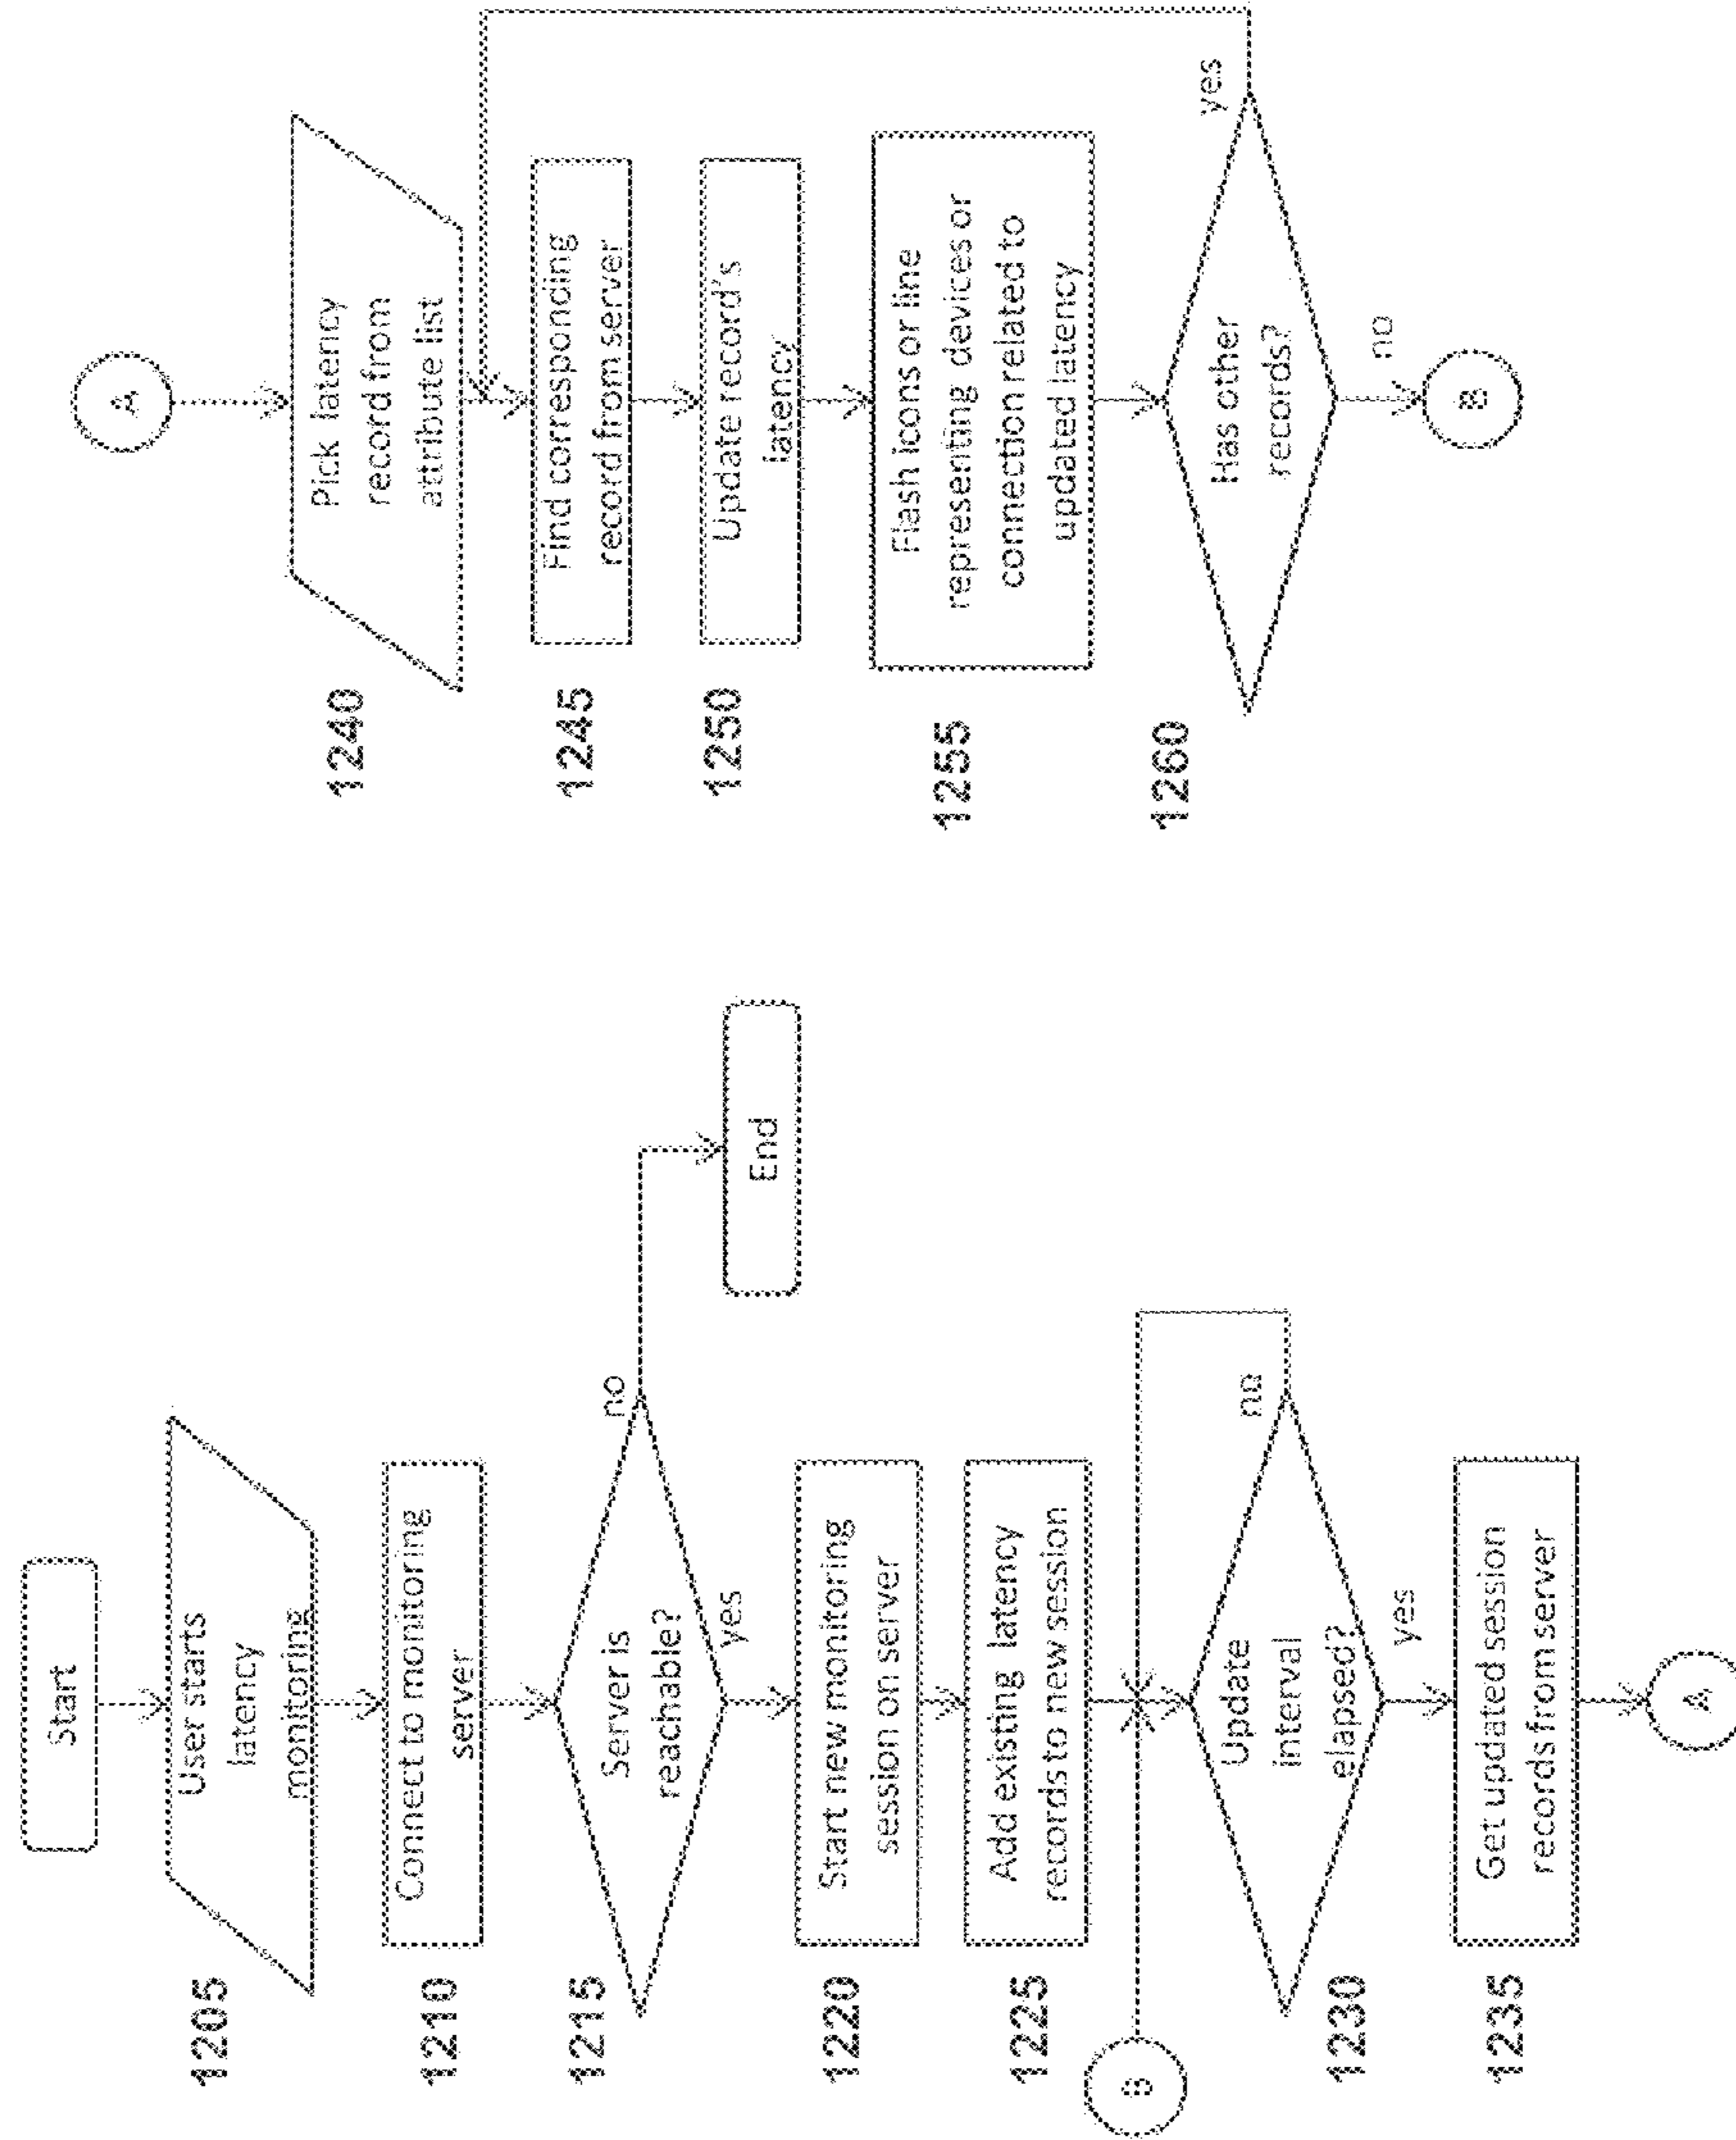 Start
1205
User starts
latency
monitoring
1210
Connect to monitoring
server
1215
Server is
reachable?
no
yes
End
1220
Start new monitoring
session on server
1225
Add existing latency
records to new session
B
1230
Update
interval
elapsed?
no
yes
1235
Get updated session
records from server
A
A
1240
Pick latency
record from
attribute list
1245
Find corresponding
record from server
1250
Update record's
latency
1255
Flash icons or line
representing devices or
connection related to
updated latency
1260
Has other
records?
yes
no
B